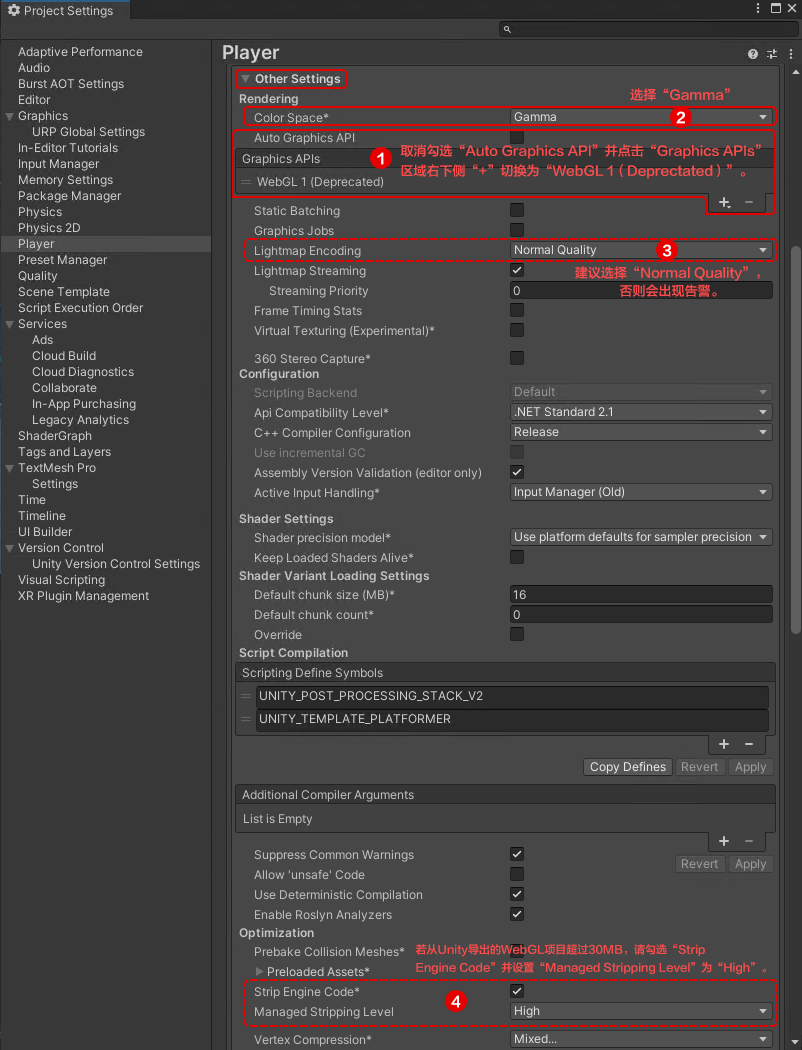 Project Settings
Adaptive Performance
Audio
Burst AOT Settings
Editor
Graphics
URP Global Settings
In-Editor Tutorials
Input Manager
Memory Settings
Package Manager
Physics
Physics 2D
Player
Preset Manager
Quality
Scene Template
Script Execution Order
Services
Ads
Cloud Build
Cloud Diagnostics
Collaborate
In-App Purchasing
Legacy Analytics
ShaderGraph
Tags and Layers
TextMesh Pro
Settings
Time
Timeline
UI Builder
Version Control
Unity Version Control Settings
Visual Scripting
XR Plugin Management
Player
Other Settings
Rendering
选择“Gamma”
Color Space* Gamma 2
Auto Graphics API
Graphics APIs
1 取消勾选“Auto Graphics API”并点击“Graphics APIs”
区域右下侧“+”切换为“WebGL 1（Deprectated）”。
WebGL 1 (Deprecated)
+ −
Static Batching
Graphics Jobs
Lightmap Encoding Normal Quality 3
Lightmap Streaming
建议选择“Normal Quality”，
否则会出现告警。
Streaming Priority 0
Frame Timing Stats
Virtual Texturing (Experimental)*
360 Stereo Capture*
Configuration
Scripting Backend Default
Api Compatibility Level* .NET Standard 2.1
C++ Compiler Configuration Release
Use incremental GC
Assembly Version Validation (editor only)
Active Input Handling* Input Manager (Old)
Shader Settings
Shader precision model* Use platform defaults for sampler precision
Keep Loaded Shaders Alive*
Shader Variant Loading Settings
Default chunk size (MB)* 16
Default chunk count* 0
Override
Script Compilation
Scripting Define Symbols
UNITY_POST_PROCESSING_STACK_V2
UNITY_TEMPLATE_PLATFORMER
+ −
Copy Defines Revert Apply
Additional Compiler Arguments
List is Empty
+ −
Revert Apply
Suppress Common Warnings
Allow 'unsafe' Code
Use Deterministic Compilation
Enable Roslyn Analyzers
Optimization
Prebake Collision Meshes*
若从Unity导出的WebGL项目超过30MB，请勾选“Strip
Engine Code”并设置“Managed Stripping Level”为“High”。
Preloaded Assets*
Strip Engine Code*
4
Managed Stripping Level High
Vertex Compression* Mixed...